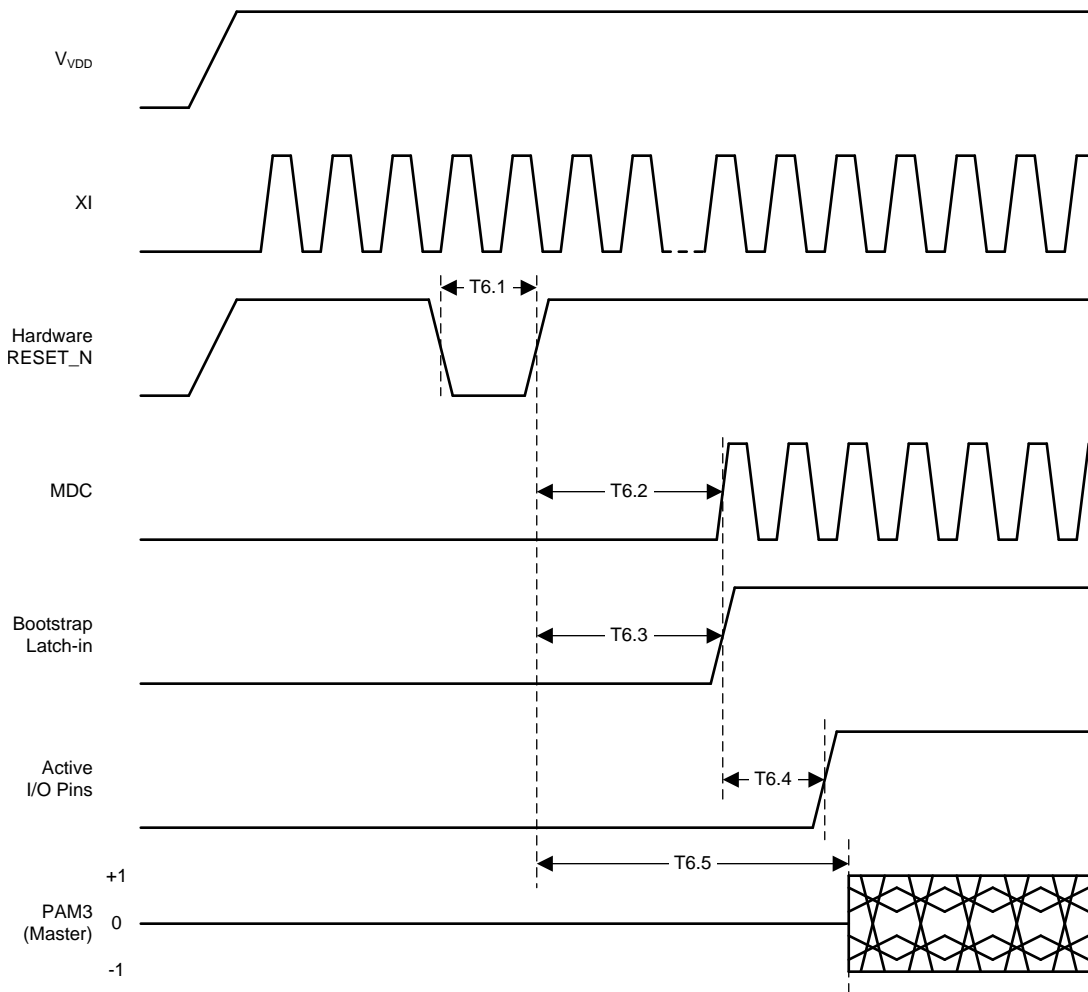 VVDD
XI
T6.1
Hardware
RESET_N
MDC
T6.2
Bootstrap
Latch-in
T6.3
Active
I/O Pins
T6.4
T6.5
+1
PAM3
(Master)
0
-1